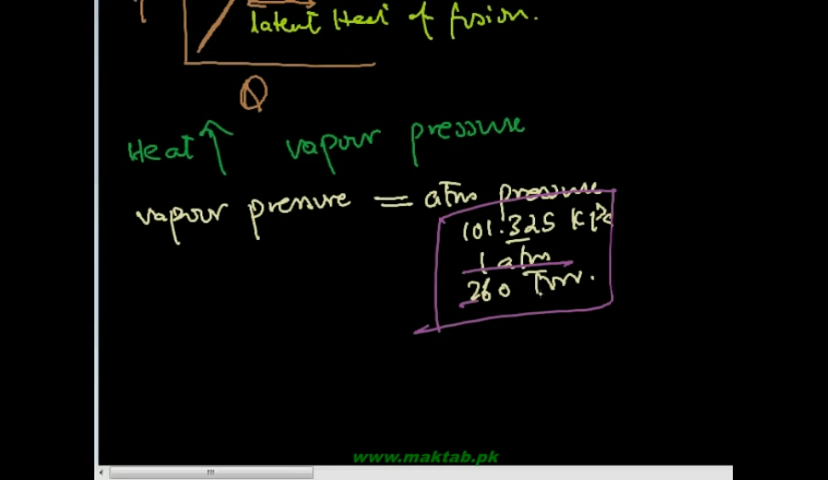 latent Heat of fusion.
Q
Heat↑ vapour pressure
vapour pressure = atm pressure
101.325 KPa
1 atm
760 Torr.
www.maktab.pk